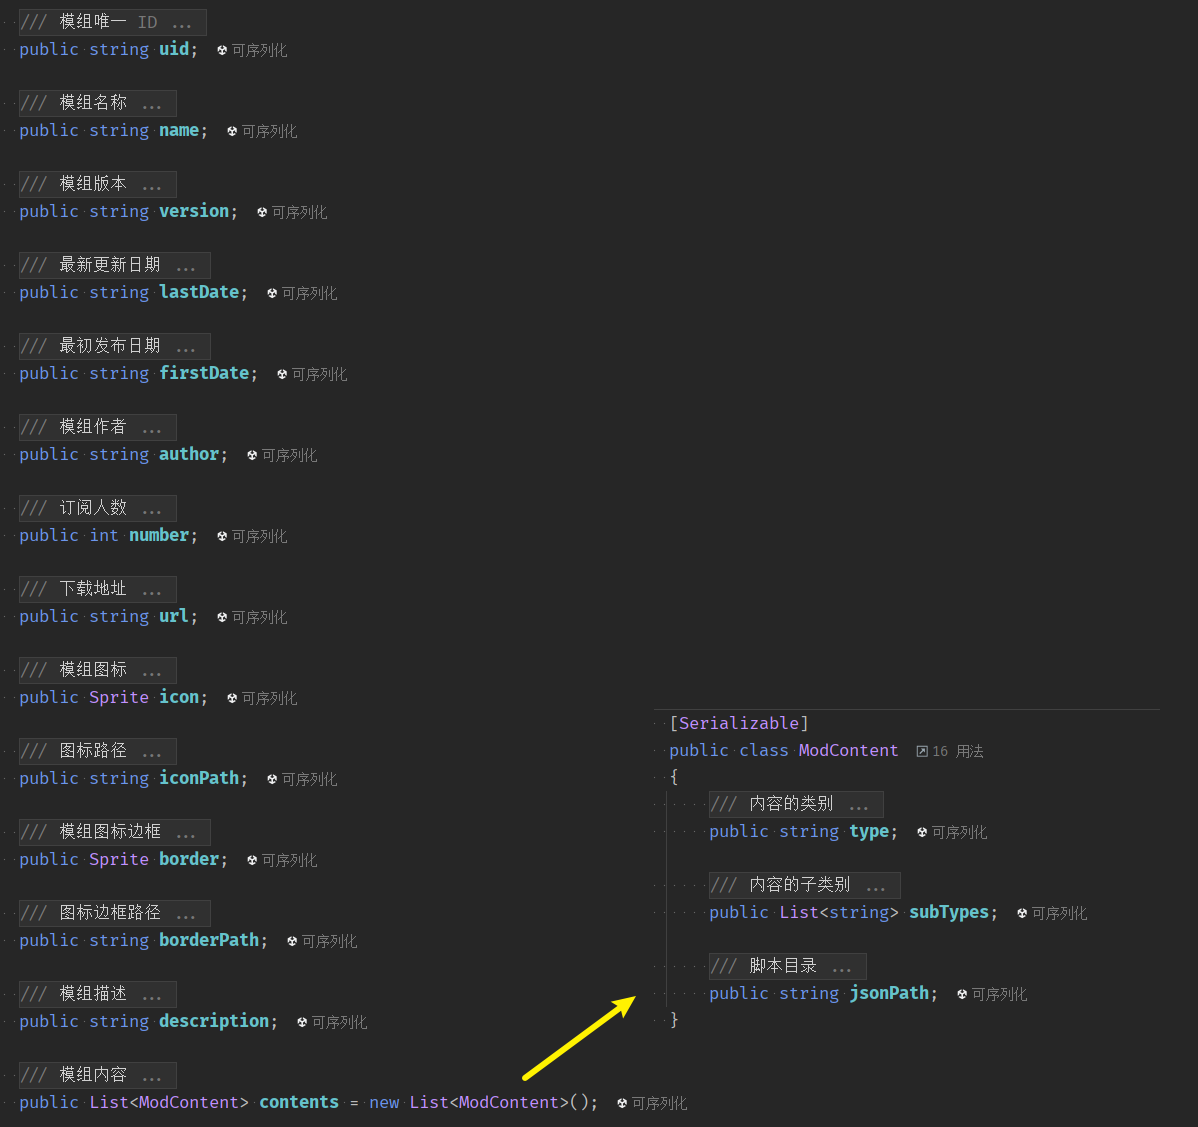 /// 模组唯一 ID ...
public string uid; 可序列化
/// 模组名称 ...
public string name; 可序列化
/// 模组版本 ...
public string version; 可序列化
/// 最新更新日期 ...
public string lastDate; 可序列化
/// 最初发布日期 ...
public string firstDate; 可序列化
/// 模组作者 ...
public string author; 可序列化
/// 订阅人数 ...
public int number; 可序列化
/// 下载地址 ...
public string url; 可序列化
/// 模组图标 ...
public Sprite icon; 可序列化
/// 图标路径 ...
public string iconPath; 可序列化
/// 模组图标边框 ...
public Sprite border; 可序列化
/// 图标边框路径 ...
public string borderPath; 可序列化
/// 模组描述 ...
public string description; 可序列化
/// 模组内容 ...
public List<ModContent> contents = new List<ModContent>(); 可序列化
[Serializable]
public class ModContent 16 用法
{
/// 内容的类别 ...
public string type; 可序列化
/// 内容的子类别 ...
public List<string> subTypes; 可序列化
/// 脚本目录 ...
public string jsonPath; 可序列化
}